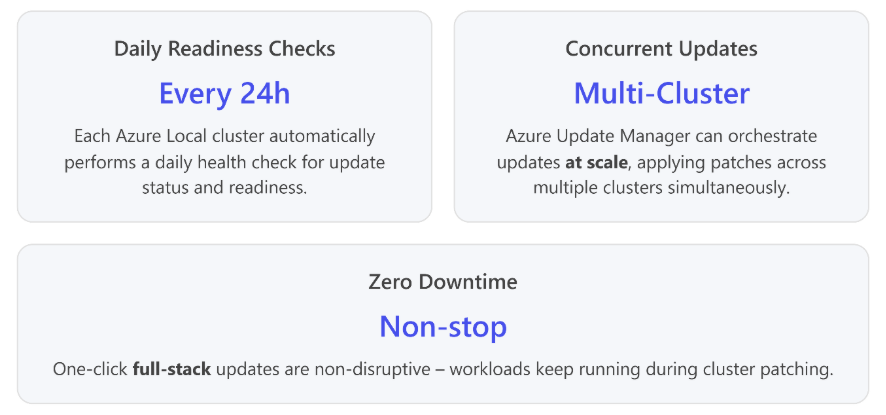 Daily Readiness Checks
Every 24h
Each Azure Local cluster automatically
performs a daily health check for update
status and readiness.
Concurrent Updates
Multi-Cluster
Azure Update Manager can orchestrate
updates at scale, applying patches across
multiple clusters simultaneously.
Zero Downtime
Non-stop
One-click full-stack updates are non-disruptive – workloads keep running during cluster patching.